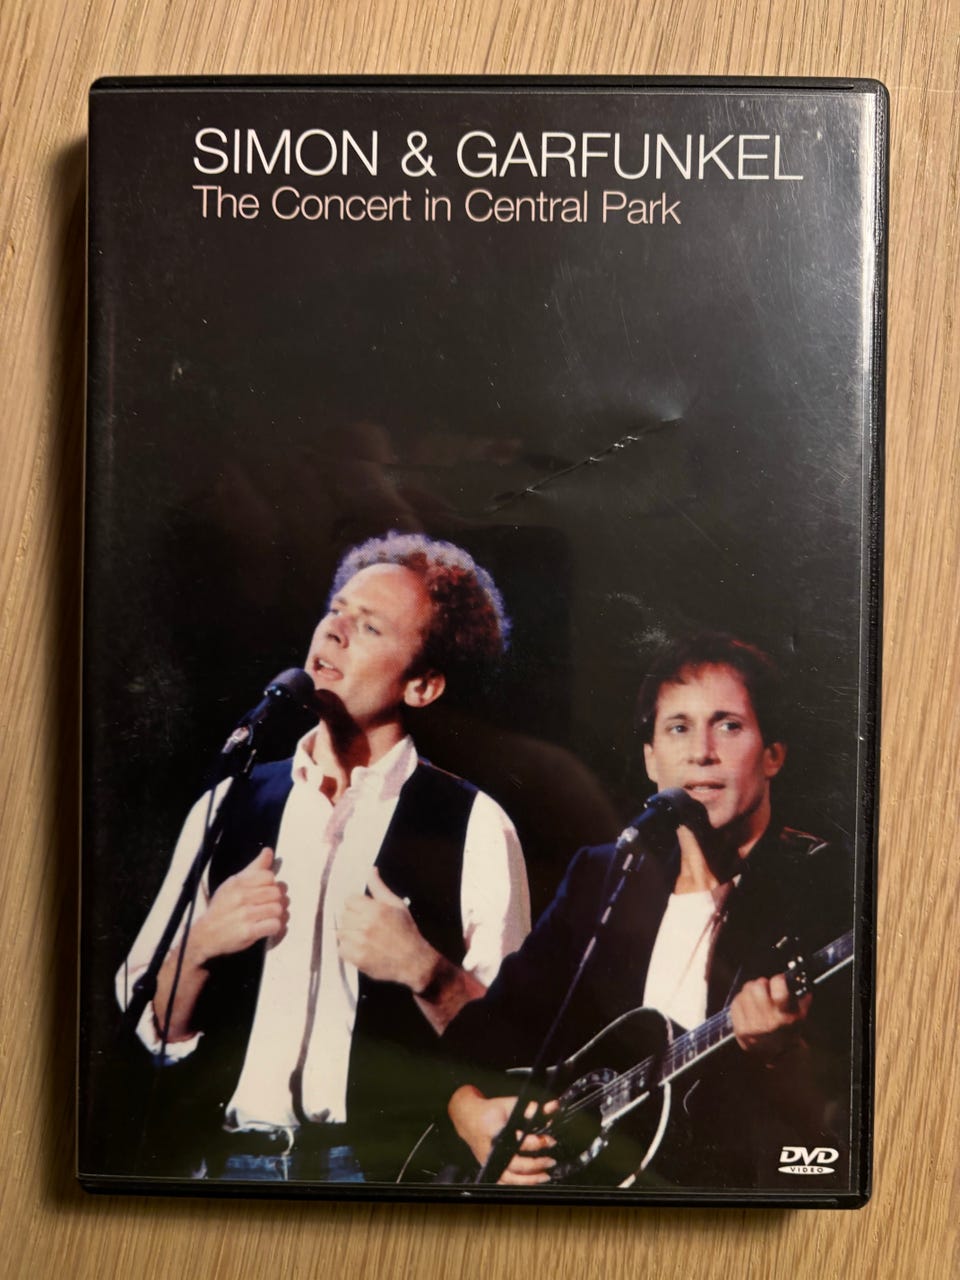 SIMON & GARFUNKEL
The Concert in Central Park
DVD
VIDEO